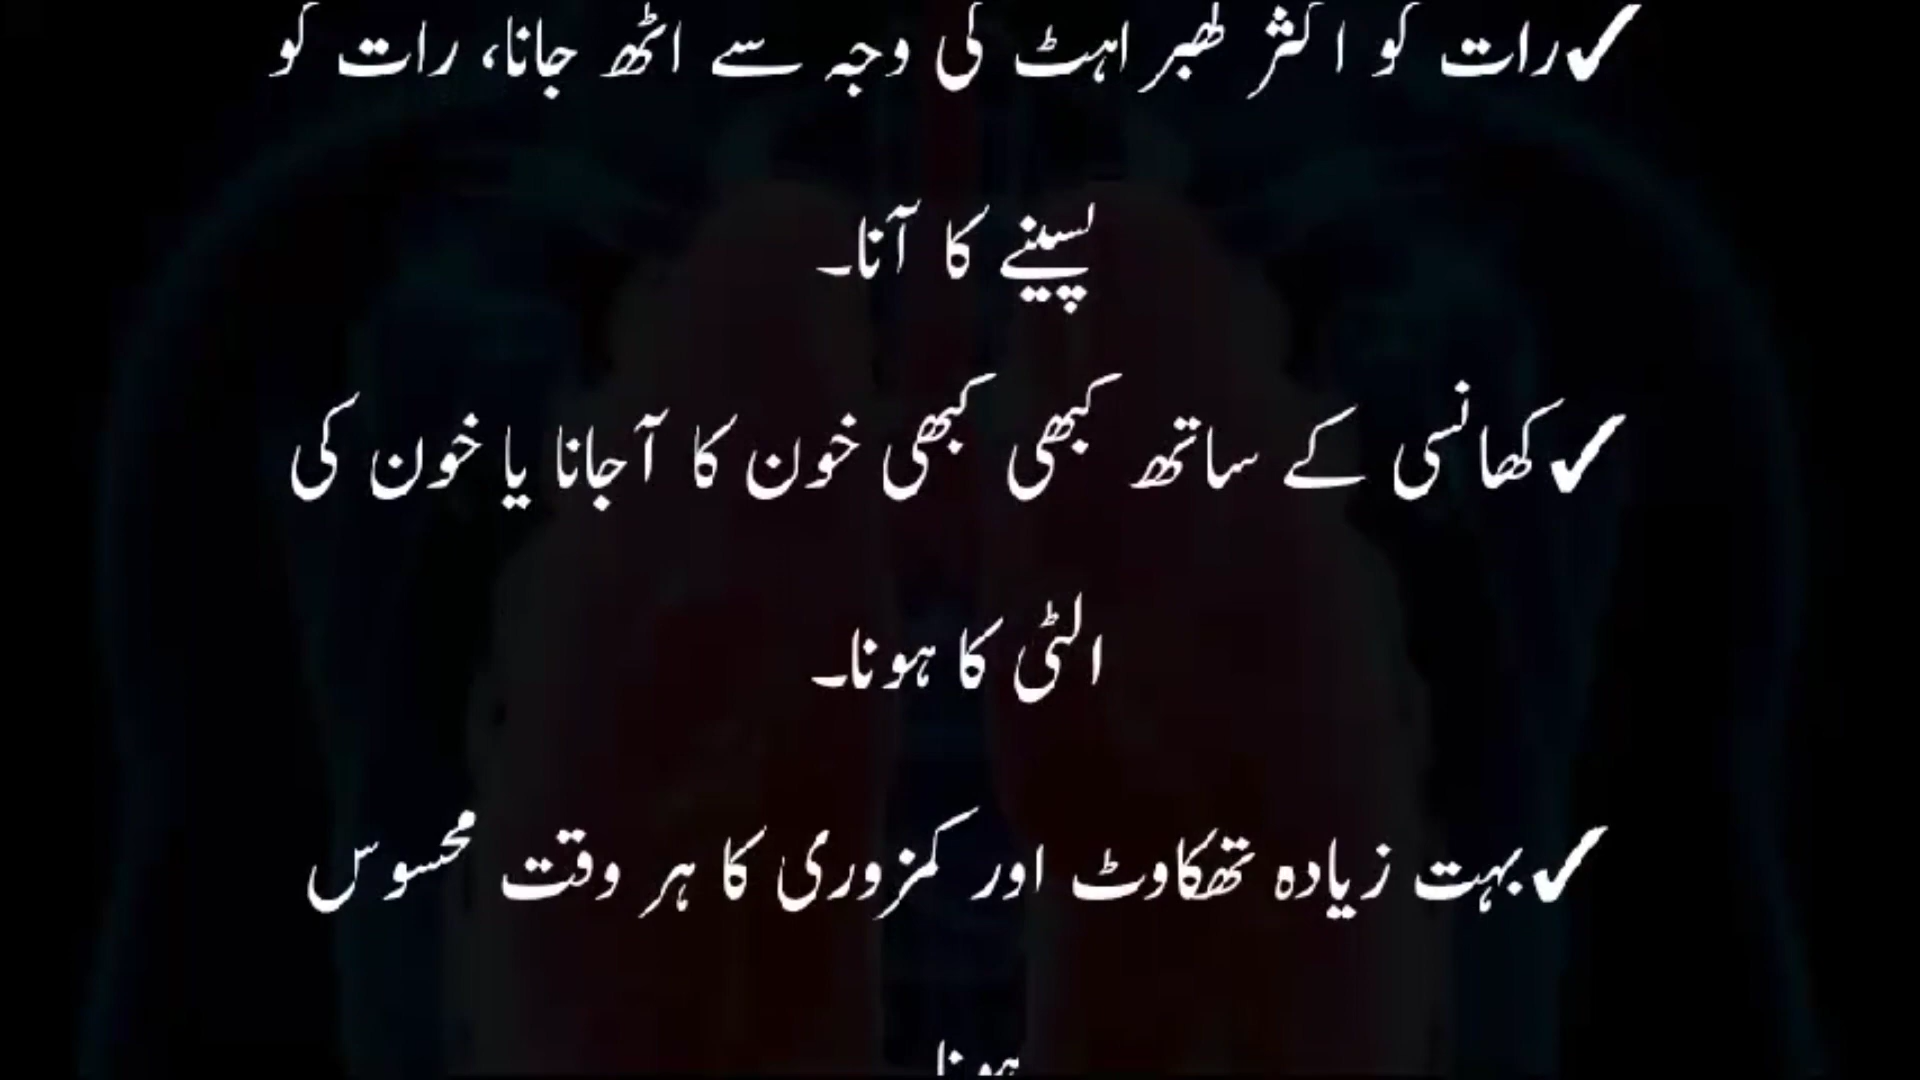 ✓رات کو اکثر گھبراہٹ کی وجہ سے اٹھ جانا، رات کو
پسینے کا آنا۔
✓کھانسی کے ساتھ کبھی کبھی خون کا آجانا یا خون کی
الٹی کا ہونا۔
✓بہت زیادہ تھکاوٹ اور کمزوری کا ہر وقت محسوس
ہونا